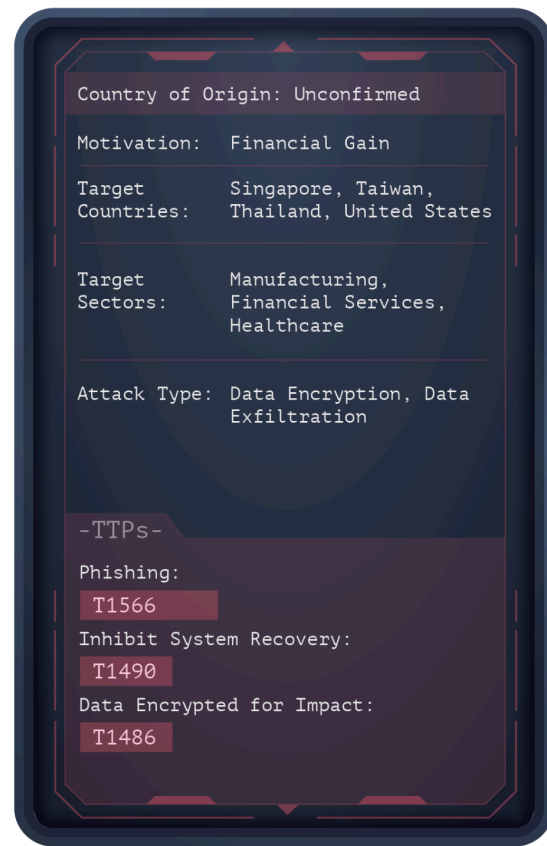 Country of Origin: Unconfirmed
Motivation: Financial Gain
Target Countries: Singapore, Taiwan,
Thailand, United States
Target Sectors: Manufacturing,
Financial Services,
Healthcare
Attack Type: Data Encryption, Data
Exfiltration
-TTPs-
Phishing:
T1566
Inhibit System Recovery:
T1490
Data Encrypted for Impact:
T1486